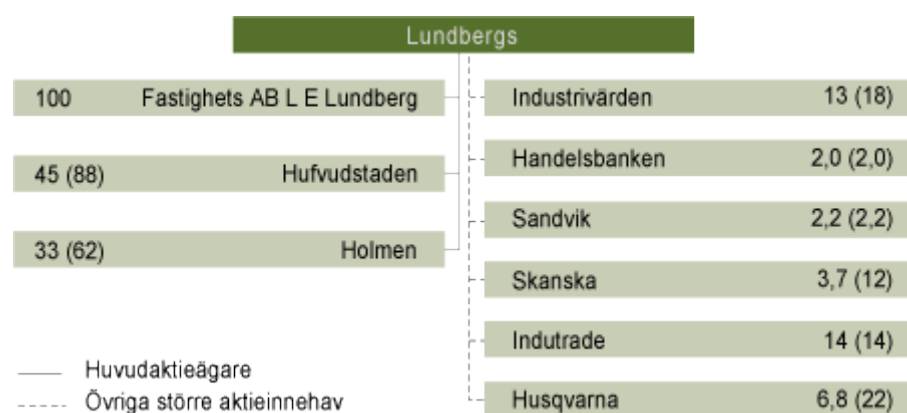 Lundbergs
100 Fastighets AB L E Lundberg
45 (88) Hufvudstaden
33 (62) Holmen
Industrivärden 13 (18)
Handelsbanken 2,0 (2,0)
Sandvik 2,2 (2,2)
Skanska 3,7 (12)
Indutrade 14 (14)
Husqvarna 6,8 (22)
Huvudaktieägare
Övriga större aktieinnehav